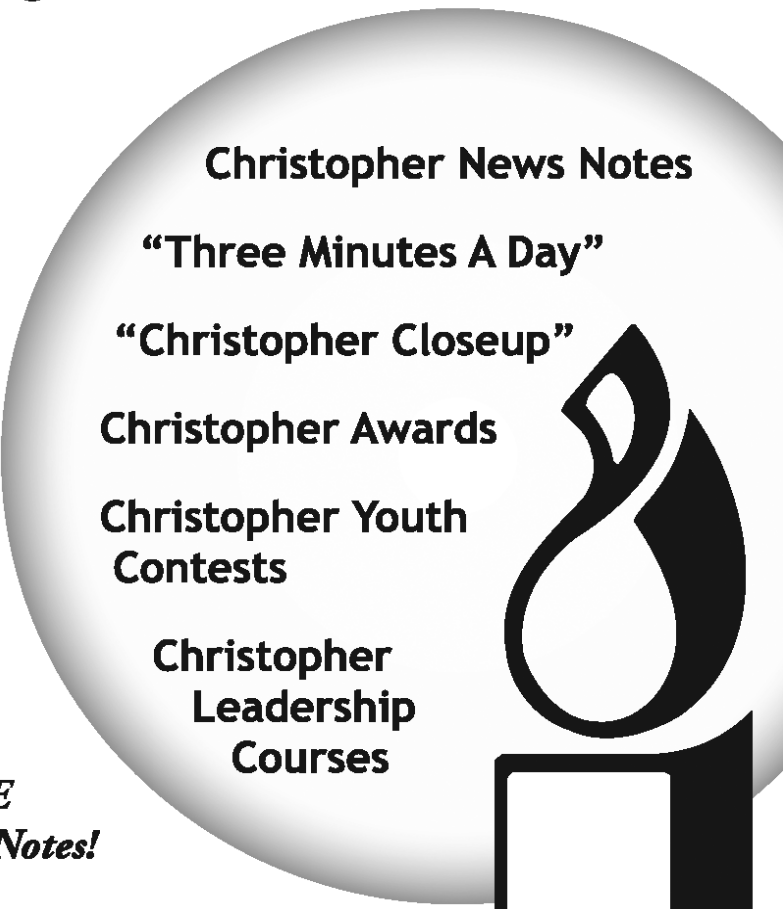 Christopher News Notes
“Three Minutes A Day”
“Christopher Closeup”
Christopher Awards
Christopher Youth
Contests
Christopher
Leadership
Courses
E
Notes!